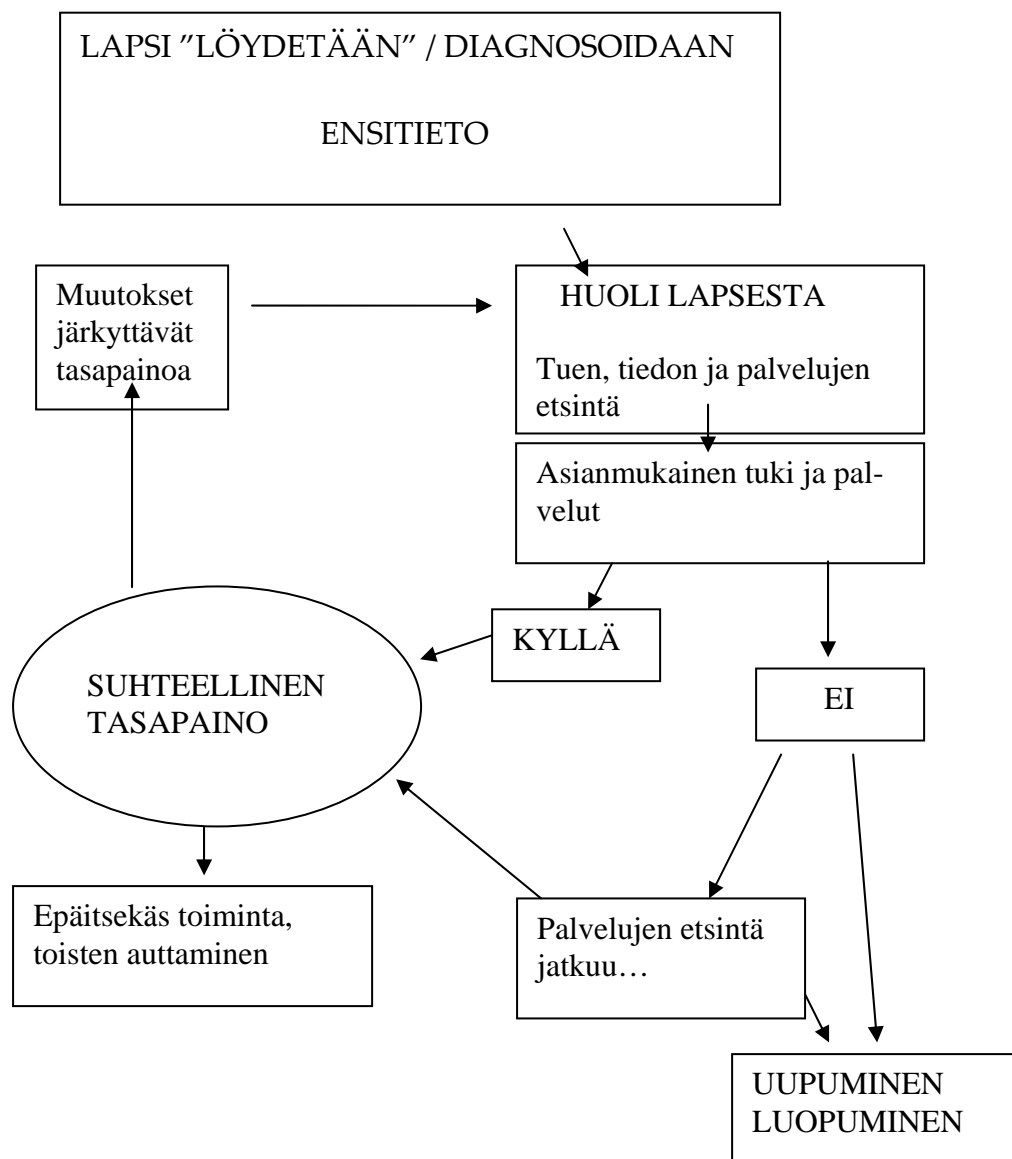 LAPSI ”LÖYDETÄÄN” / DIAGNOSOIDAAN
ENSITIETO
Muutokset
järkyttävät
tasapainoa
HUOLI LAPSESTA
Tuen, tiedon ja palvelujen
etsintä
Asianmukainen tuki ja pal-
velut
KYLLÄ
EI
SUHTEELLINEN
TASAPAINO
Epäitsekäs toiminta,
toisten auttaminen
Palvelujen etsintä
jatkuu…
UUPUMINEN
LUOPUMINEN